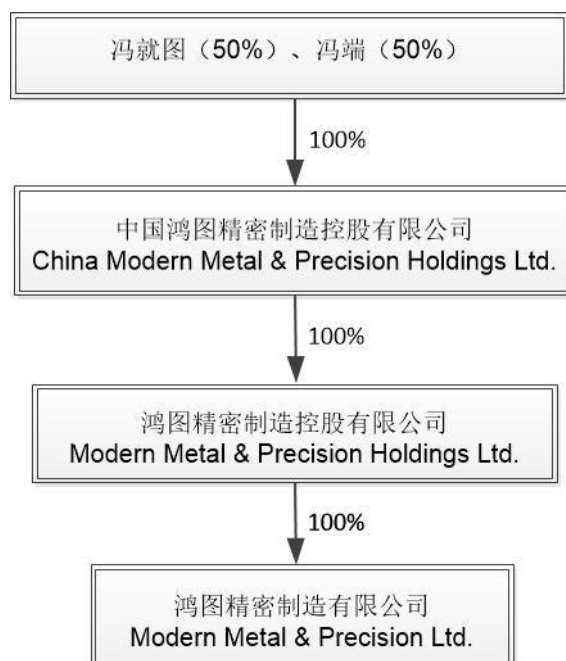 冯就图（50%）、冯端（50%）
100%
中国鸿图精密制造控股有限公司
China Modern Metal & Precision Holdings Ltd.
100%
鸿图精密制造控股有限公司
Modern Metal & Precision Holdings Ltd.
100%
鸿图精密制造有限公司
Modern Metal & Precision Ltd.